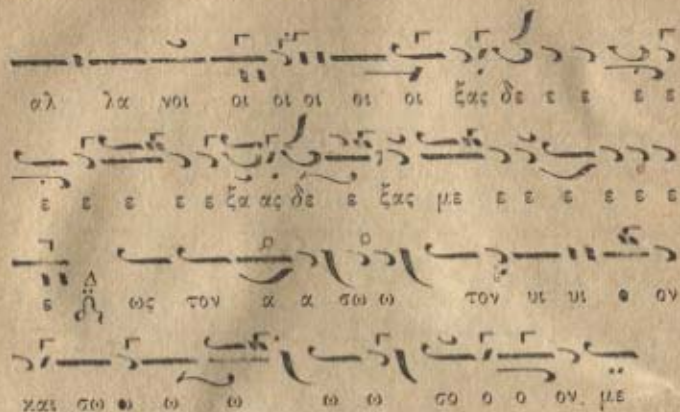 αλ λα νοι οι οι οι οι οι ξας δε ε ε ε ε
ε ε ε ε ε ξα ας δε ε ξας με ε ε ε ε ε ε
ε ως τον α α σω ω τον υι υι ο ον
και σω ω ω ω ω ω σο ο ο ον με